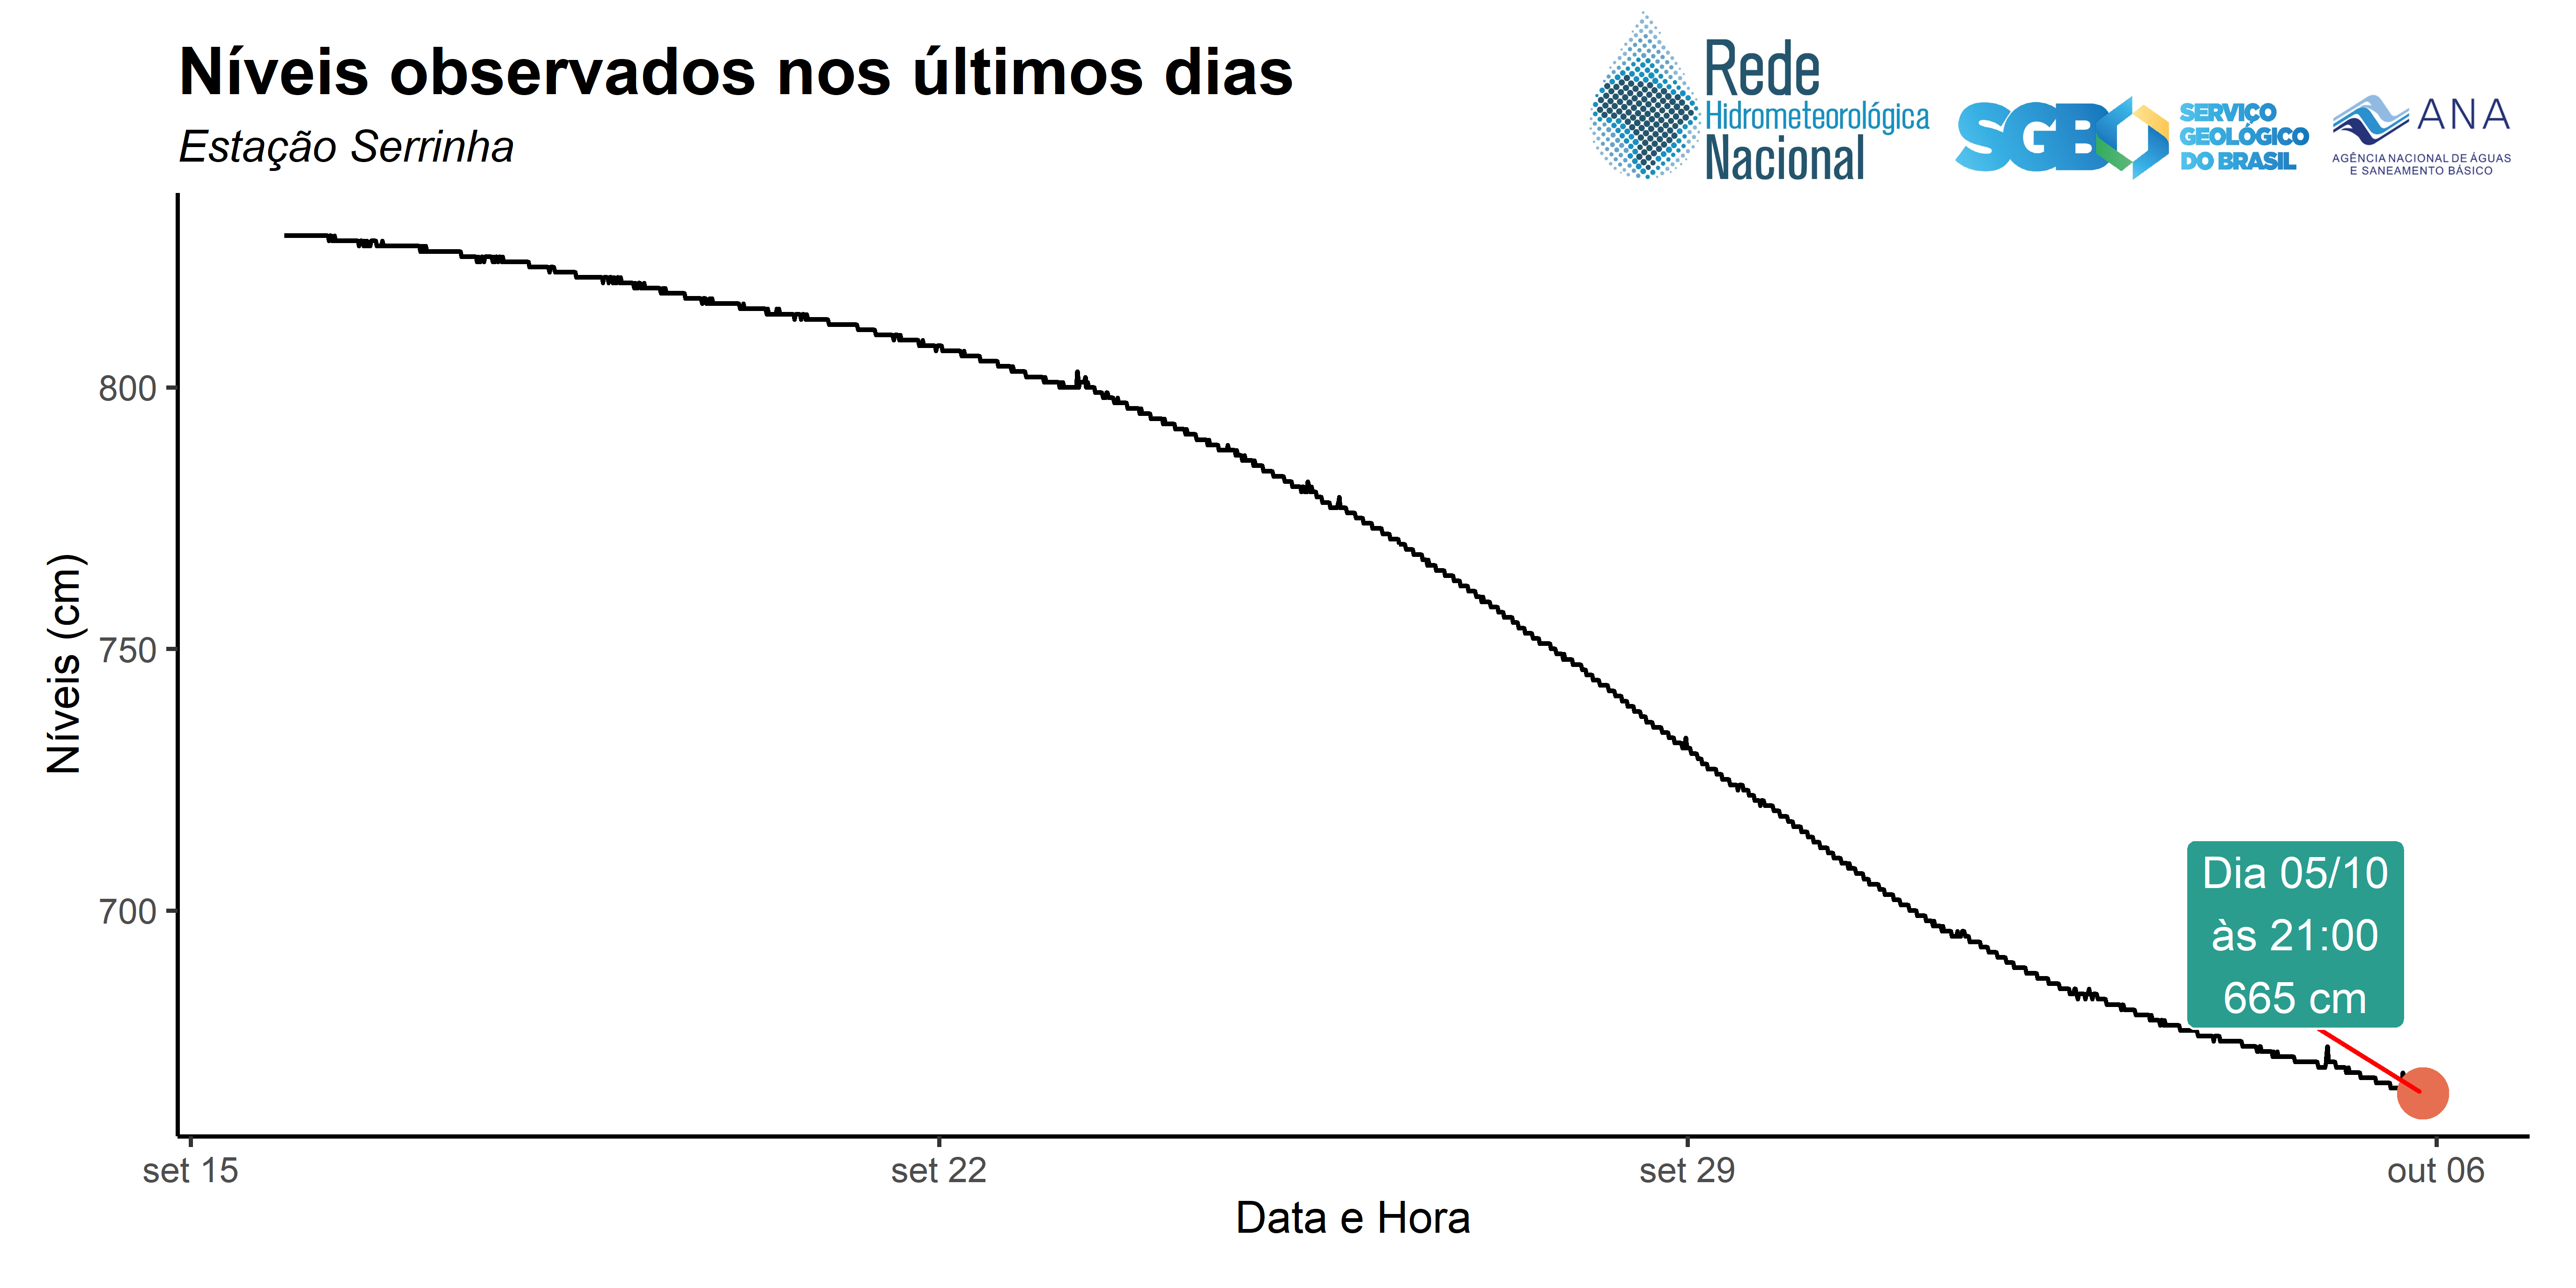 Níveis observados nos últimos dias
Estação Serrinha
Rede
Hidrometeorológica
Nacional
SGB
SERVIÇO
GEOLÓGICO
DO BRASIL
ANA
AGÊNCIA NACIONAL DE ÁGUAS
E SANEAMENTO BÁSICO
Níveis (cm)
800
750
700
Dia 05/10
às 21:00
665 cm
set 15
set 22
set 29
out 06
Data e Hora